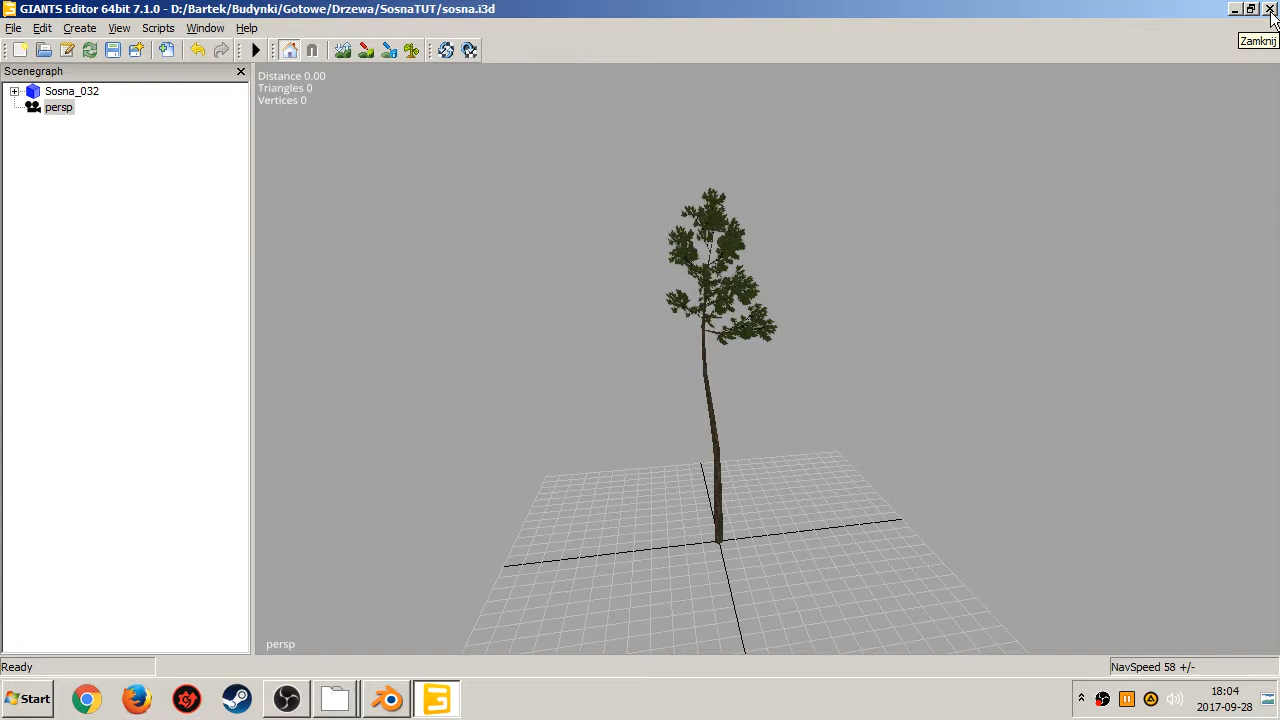 GIANTS Editor 64bit 7.1.0 - D:/Bartek/Budynki/Gotowe/Drzewa/SosnaTUT/sosna.i3d
File Edit Create View Scripts Window Help
Zamknij
Scenegraph
Sosna_032
persp
Distance 0.00
Triangles 0
Vertices 0
persp
Ready
NavSpeed 58 +/-
Start
18:04
2017-09-28